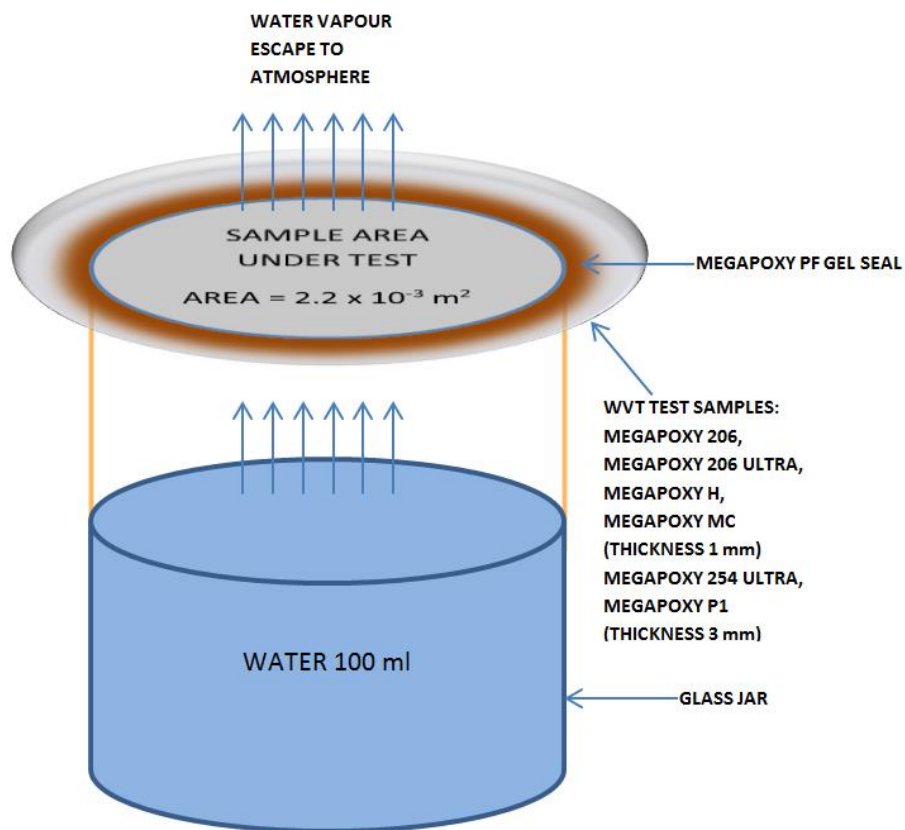 WATER VAPOUR
ESCAPE TO
ATMOSPHERE
SAMPLE AREA
UNDER TEST
AREA = 2.2 x 10⁻³ m²
MEGAPOXY PF GEL SEAL
WVT TEST SAMPLES:
MEGAPOXY 206,
MEGAPOXY 206 ULTRA,
MEGAPOXY H,
MEGAPOXY MC
(THICKNESS 1 mm)
MEGAPOXY 254 ULTRA,
MEGAPOXY P1
(THICKNESS 3 mm)
WATER 100 ml
GLASS JAR